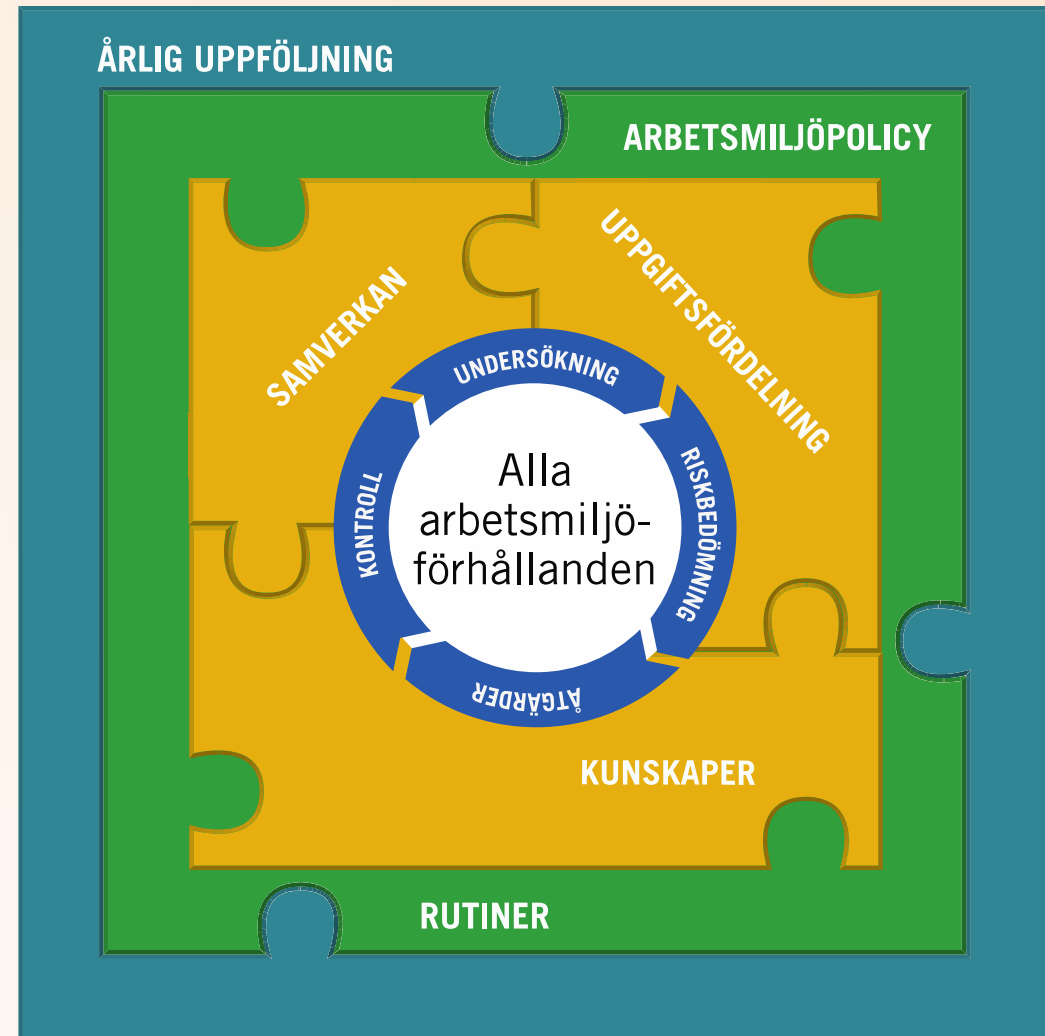 ÅRLIG UPPFÖLJNING
ARBETSMILJÖPOLICY
SAMVERKAN
UPPGIFTSFÖRDELNING
UNDERSÖKNING
RISKBEDÖMNING
ÅTGÄRDER
KONTROLL
Alla
arbetsmiljö-
förhållanden
KUNSKAPER
RUTINER